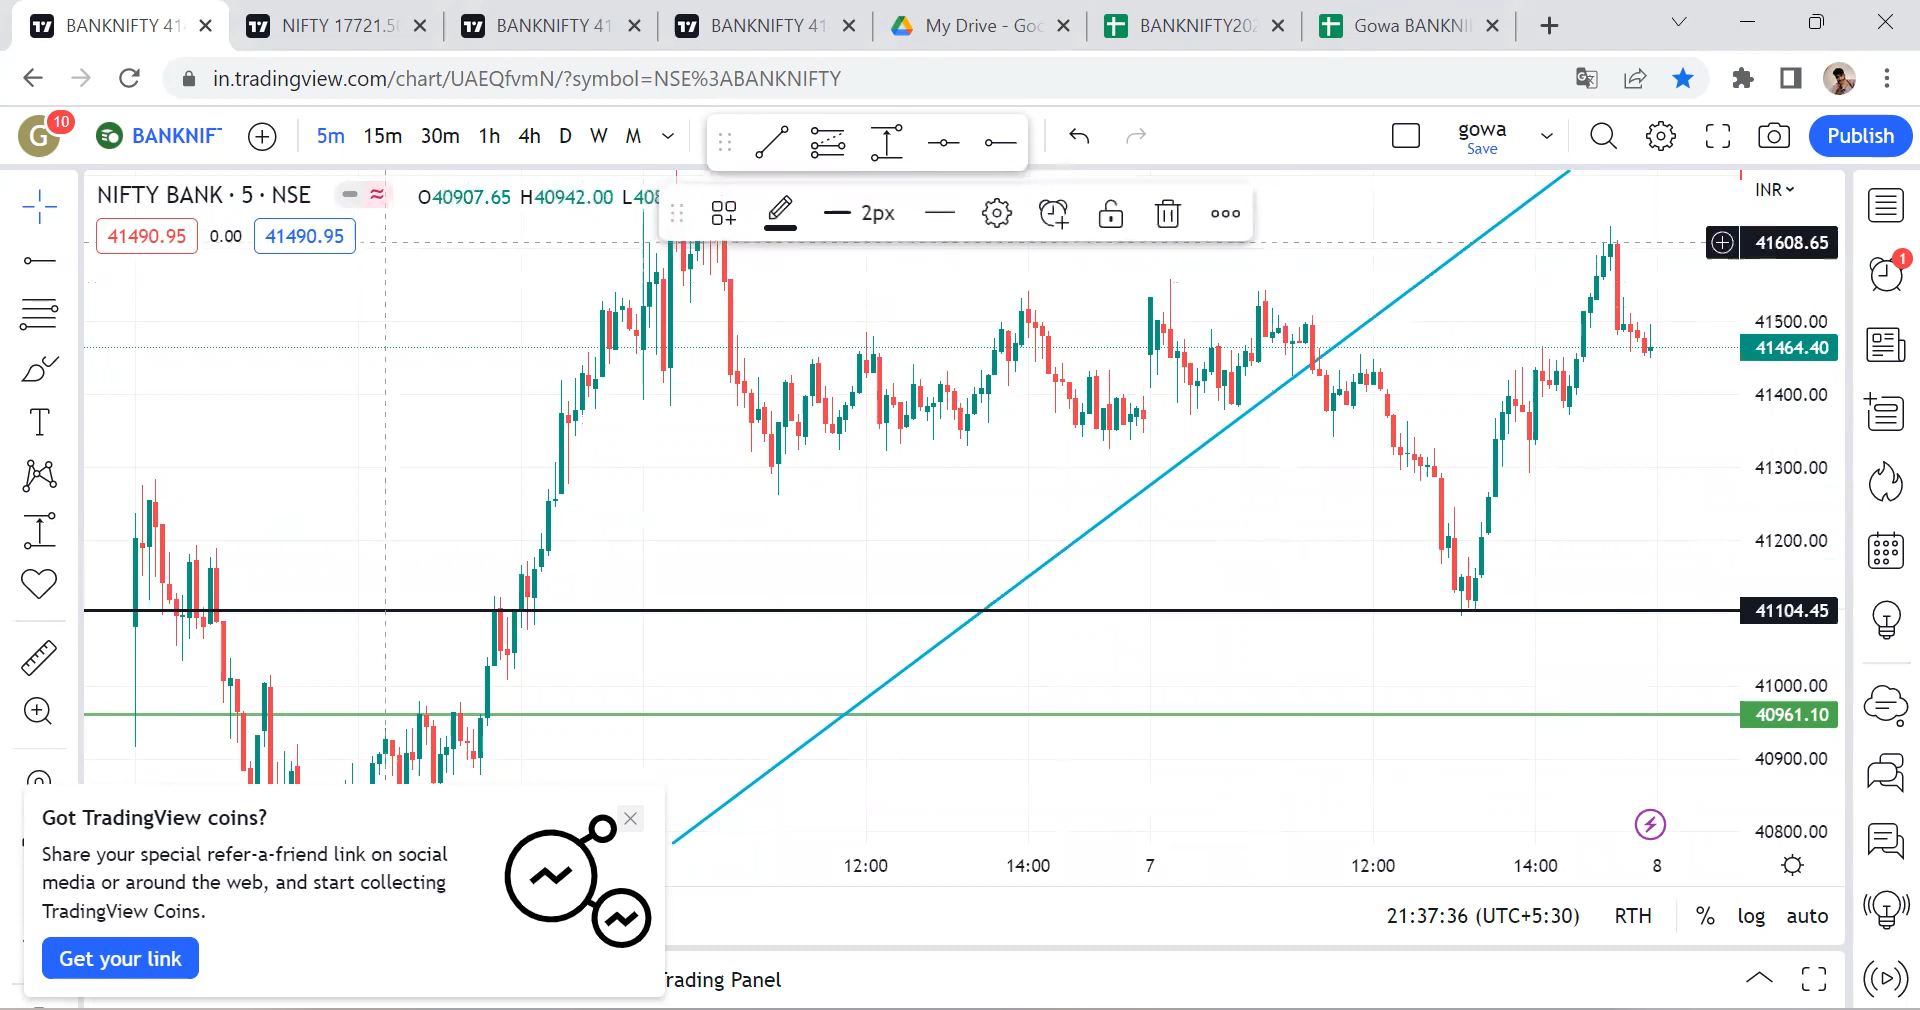 BANKNIFTY 41
NIFTY 17721.5
BANKNIFTY 41
BANKNIFTY 41
My Drive - Goo
BANKNIFTY202
Gowa BANKNI
in.tradingview.com/chart/UAEQfvmN/?symbol=NSE%3ABANKNIFTY
G
10
BANKNIF
5m 15m 30m 1h 4h D W M
gowa
Save
Publish
NIFTY BANK · 5 · NSE
O40907.65 H40942.00 L408
2px
INR
41490.95 0.00 41490.95
41608.65
1
41500.00
41464.40
41400.00
41300.00
41200.00
41104.45
41000.00
40961.10
40900.00
40800.00
12:00 14:00 7 12:00 14:00 8
Got TradingView coins?
Share your special refer-a-friend link on social
media or around the web, and start collecting
TradingView Coins.
Get your link
21:37:36 (UTC+5:30) RTH % log auto
Trading Panel